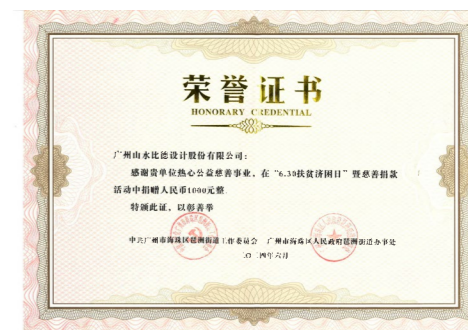 荣誉证书
HONORARY CREDENTIAL
广州山水比德设计股份有限公司：
感谢贵单位热心公益慈善事业，在“6.30扶贫济困日”暨慈善捐款
活动中捐赠人民币1000元整。
特颁此证，以彰善举
中共广州市海珠区琶洲街道工作委员会 广州市海珠区人民政府琶洲街道办事处
二〇二四年六月